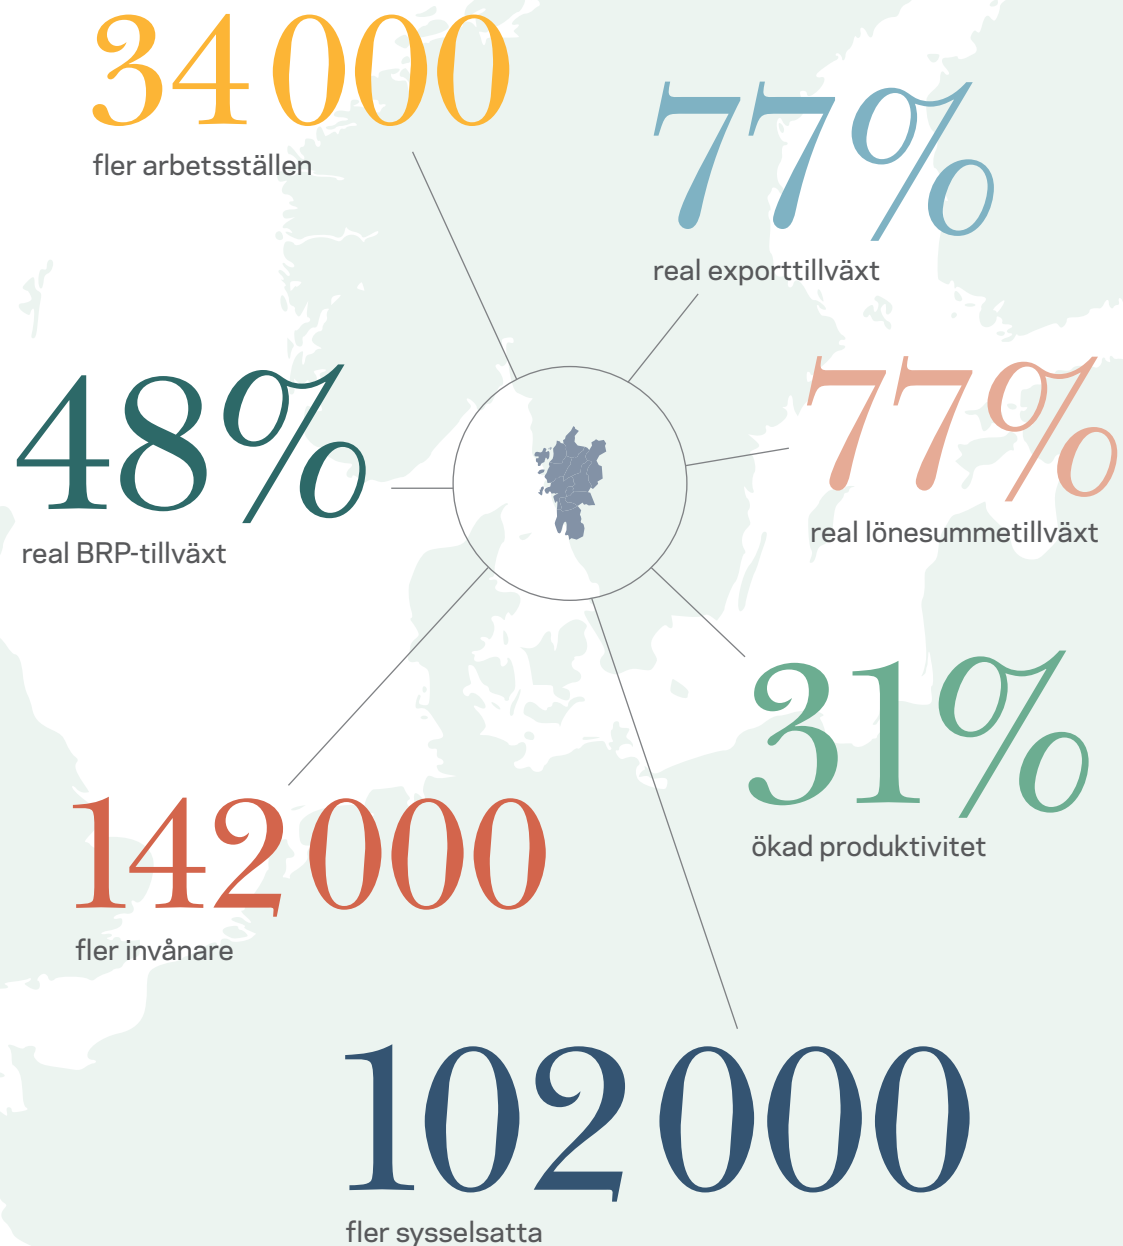 34 000
fler arbetsställen
77%
real exporttillväxt
48%
real BRP-tillväxt
77%
real lönesummetillväxt
31%
ökad produktivitet
142 000
fler invånare
102 000
fler sysselsatta